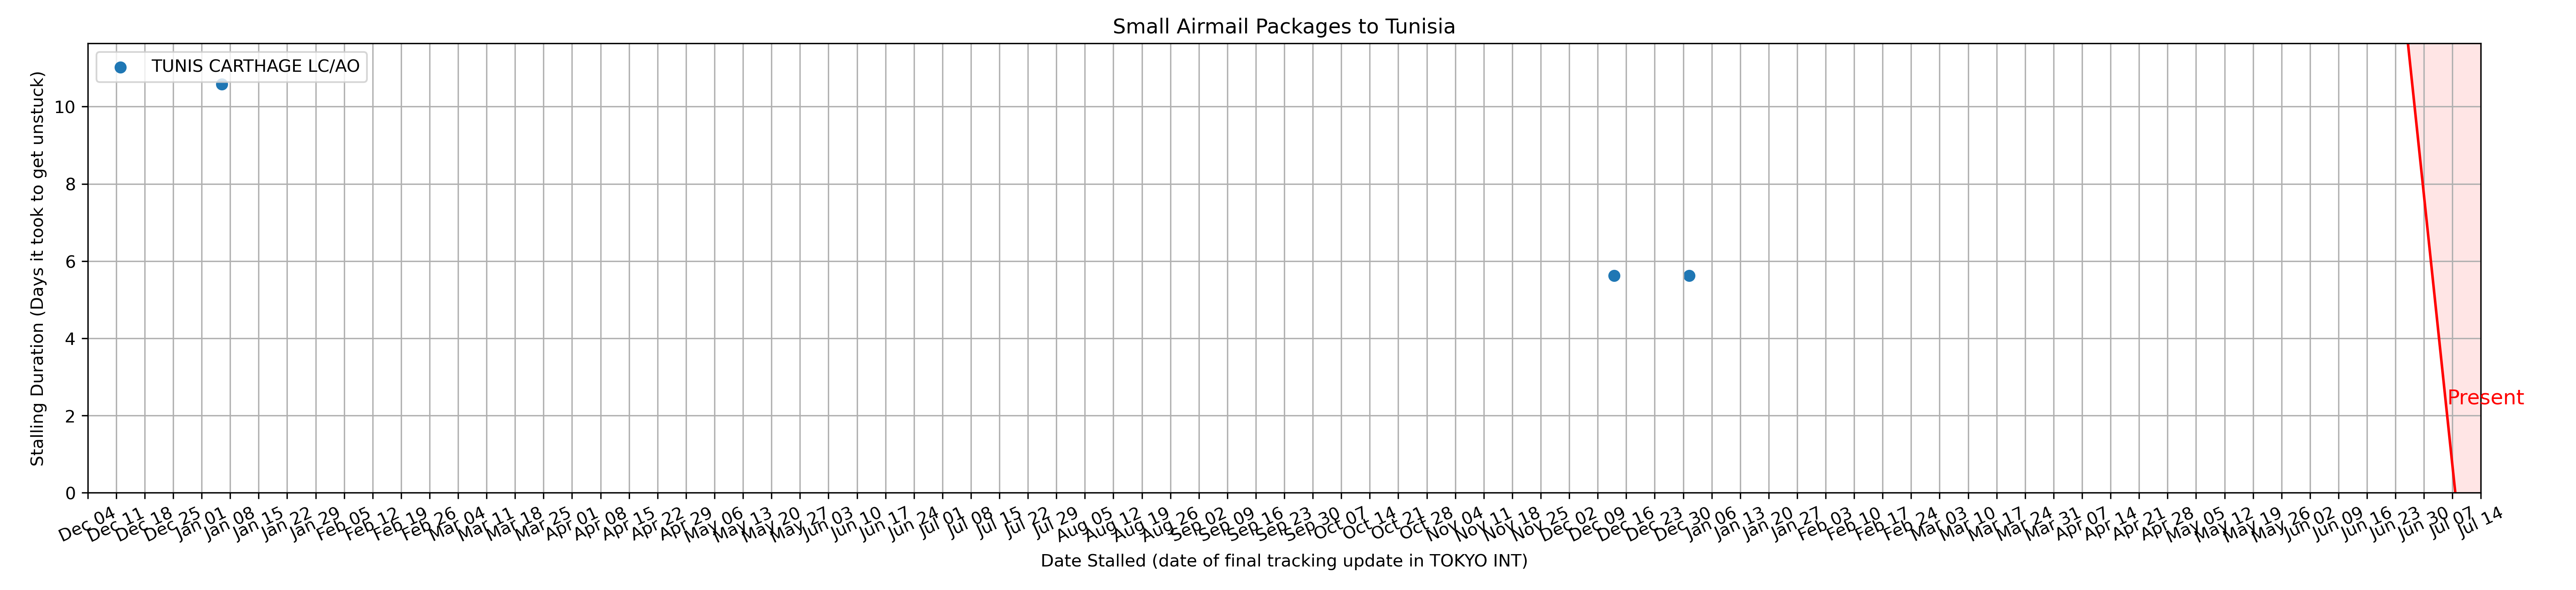 Small Airmail Packages to Tunisia
TUNIS CARTHAGE LC/AO
Stalling Duration (Days it took to get unstuck)
10
8
6
4
2
0
Present
Dec 04
Dec 11
Dec 18
Dec 25
Jan 01
Jan 08
Jan 15
Jan 22
Jan 29
Feb 05
Feb 12
Feb 19
Feb 26
Mar 04
Mar 11
Mar 18
Mar 25
Apr 01
Apr 08
Apr 15
Apr 22
Apr 29
May 06
May 13
May 20
May 27
Jun 03
Jun 10
Jun 17
Jun 24
Jul 01
Jul 08
Jul 15
Jul 22
Jul 29
Aug 05
Aug 12
Aug 19
Aug 26
Sep 02
Sep 09
Sep 16
Sep 23
Sep 30
Oct 07
Oct 14
Oct 21
Oct 28
Nov 04
Nov 11
Nov 18
Nov 25
Dec 02
Dec 09
Dec 16
Dec 23
Dec 30
Jan 06
Jan 13
Jan 20
Jan 27
Feb 03
Feb 10
Feb 17
Feb 24
Mar 03
Mar 10
Mar 17
Mar 24
Mar 31
Apr 07
Apr 14
Apr 21
Apr 28
May 05
May 12
May 19
May 26
Jun 02
Jun 09
Jun 16
Jun 23
Jun 30
Jul 07
Jul 14
Date Stalled (date of final tracking update in TOKYO INT)